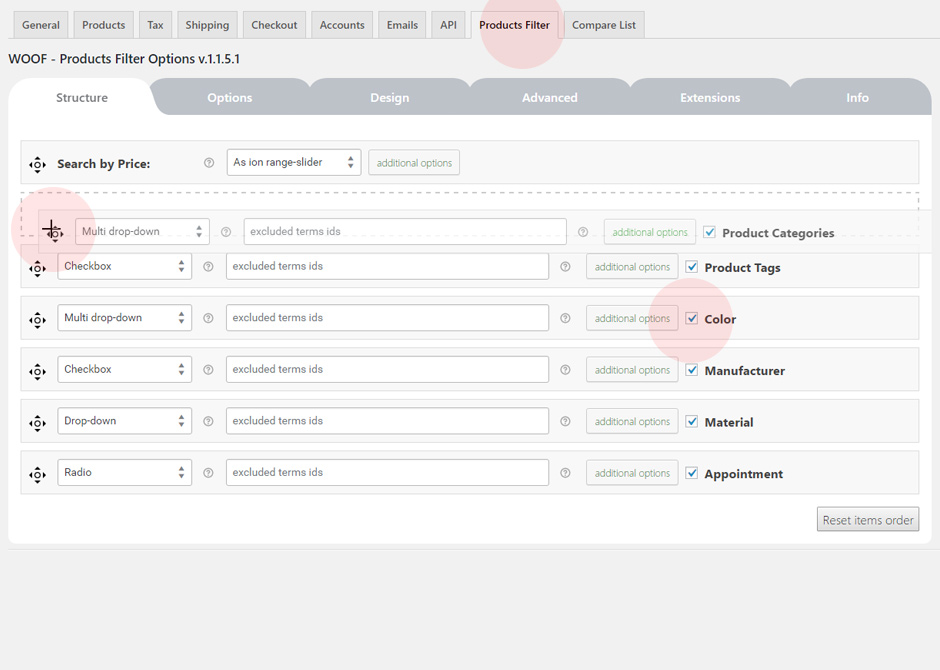 General Products Tax Shipping Checkout Accounts Emails API Products Filter Compare List
WOOF - Products Filter Options v.1.1.5.1
Structure Options Design Advanced Extensions Info
Search by Price: As ion range-slider additional options
Multi drop-down excluded terms ids additional options Product Categories
Checkbox excluded terms ids additional options Product Tags
Multi drop-down excluded terms ids additional options Color
Checkbox excluded terms ids additional options Manufacturer
Drop-down excluded terms ids additional options Material
Radio excluded terms ids additional options Appointment
Reset items order